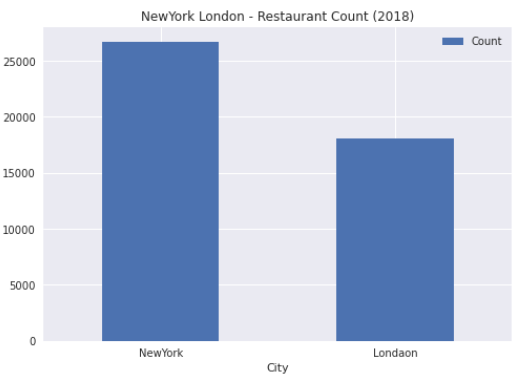 NewYork London - Restaurant Count (2018)
Count
25000
20000
15000
10000
5000
0
NewYork
Londaon
City